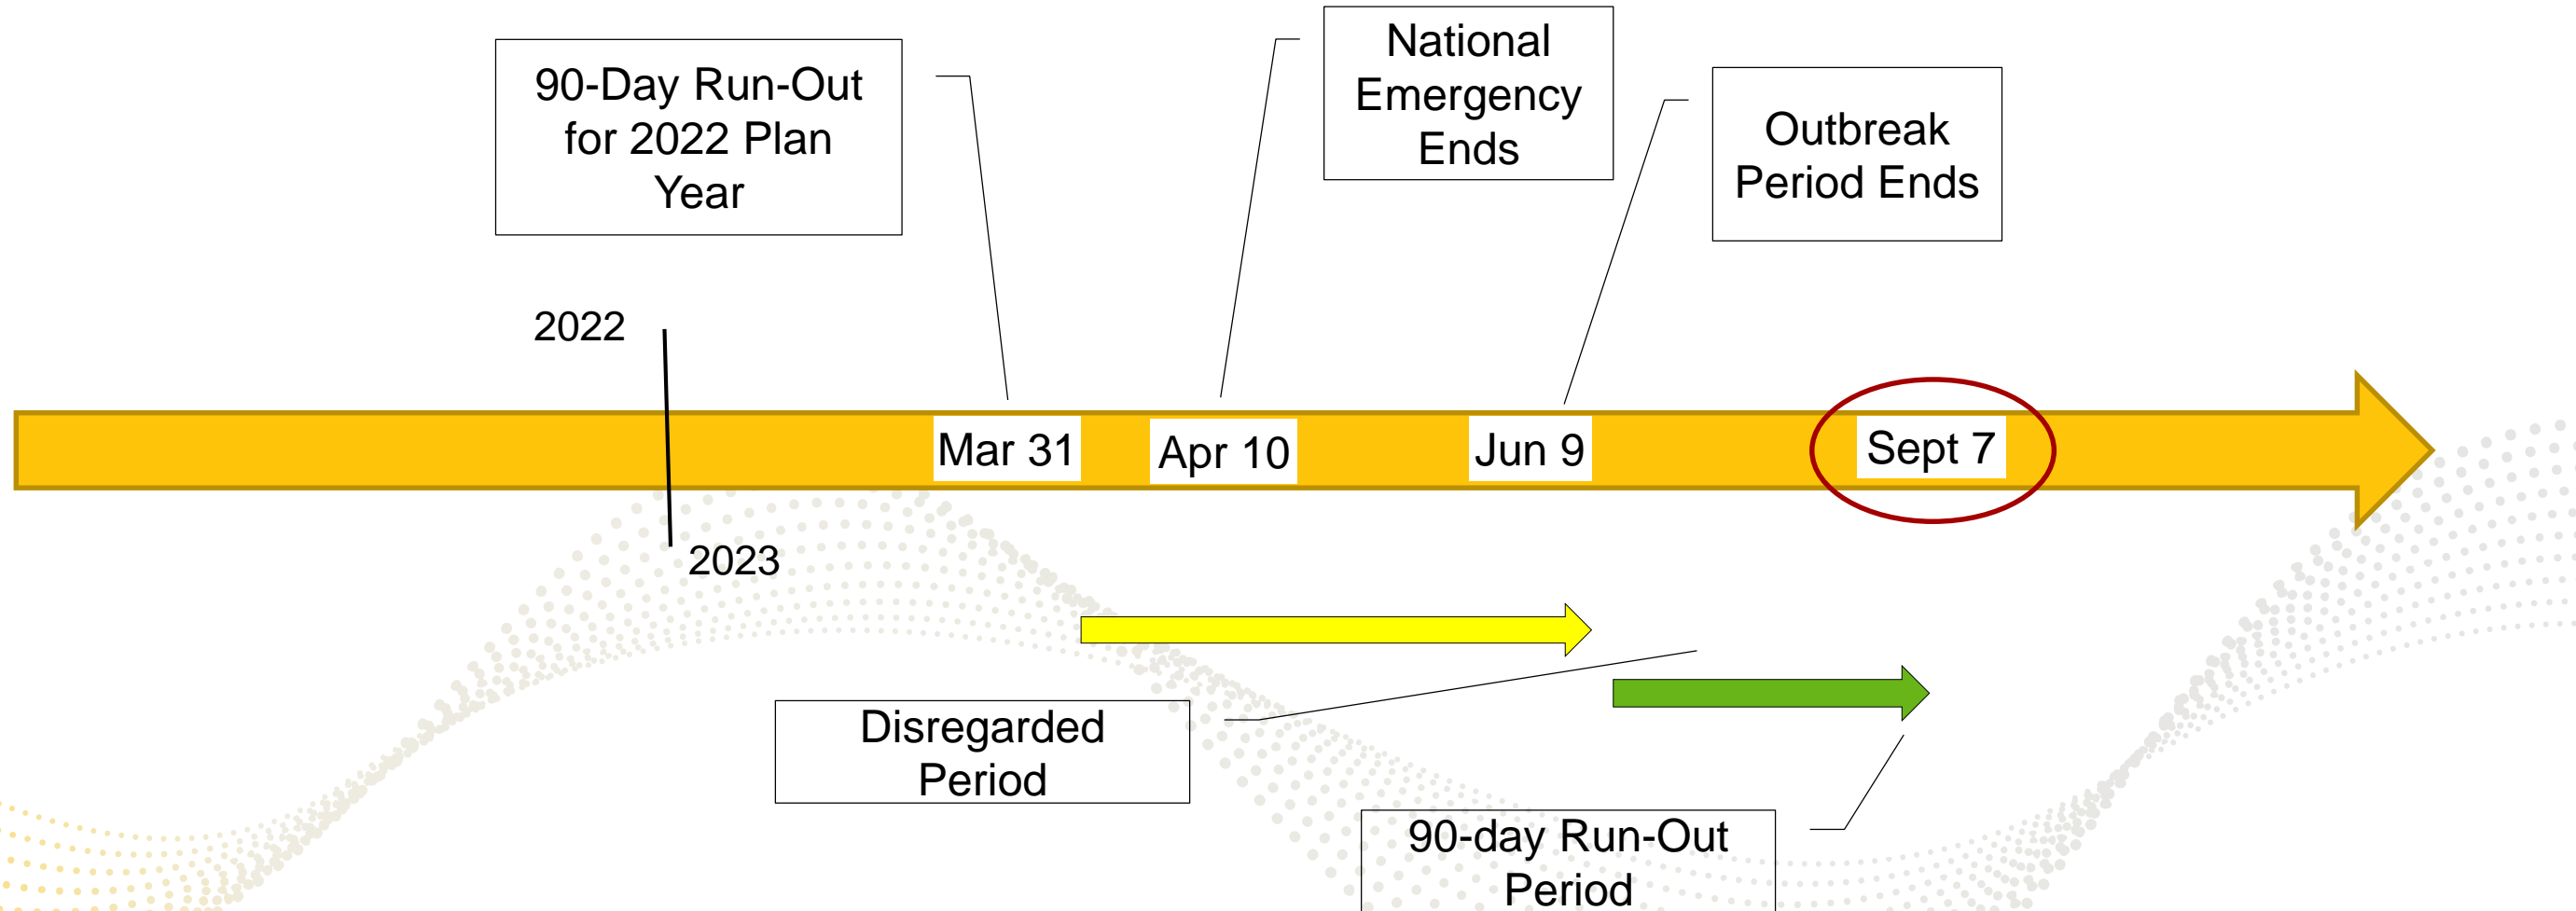 90-Day Run-Out
for 2022 Plan
Year
National
Emergency
Ends
Outbreak
Period Ends
2022
Mar 31
Apr 10
Jun 9
Sept 7
2023
Disregarded
Period
90-day Run-Out
Period